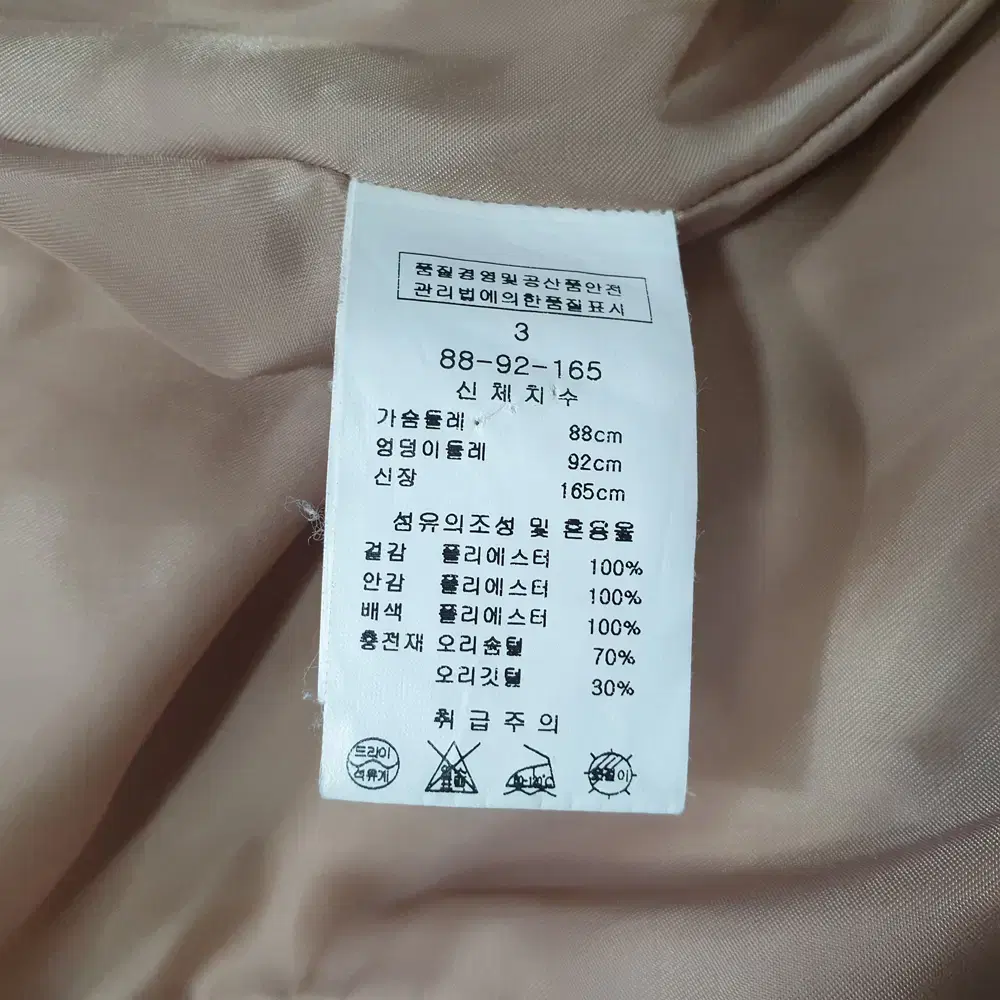 품질경영및공산품안전
관리법에의한품질표시
3
88-92-165
신체치수
가슴둘레 88cm
엉덩이둘레 92cm
신장 165cm
섬유의조성 및 혼용율
겉감 폴리에스터 100%
안감 폴리에스터 100%
배색 폴리에스터 100%
충전재 오리솜털 70%
오리깃털 30%
취급주의
드라이
석유계